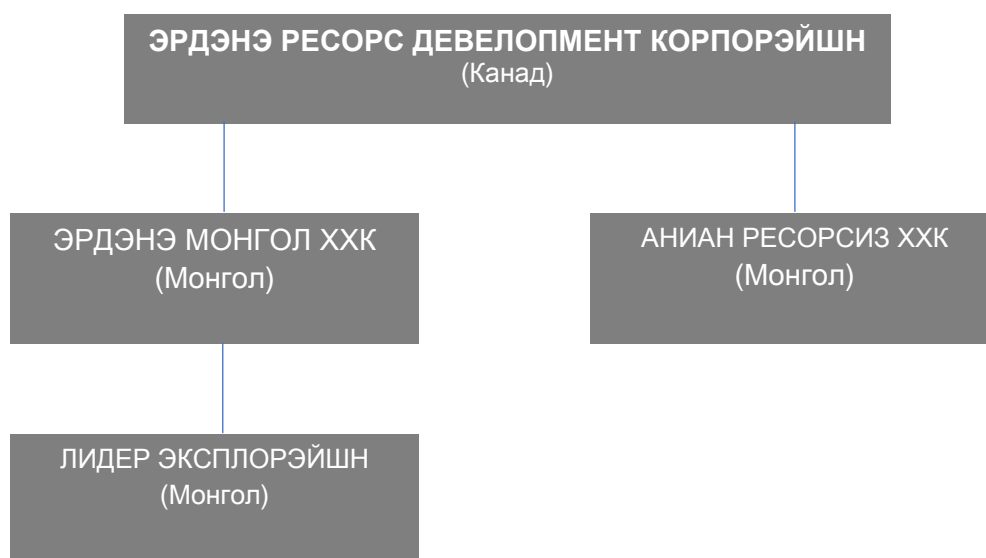 ЭРДЭНЭ РЕСОРС ДЕВЕЛОПМЕНТ КОРПОРЭЙШН
(Канад)
ЭРДЭНЭ МОНГОЛ ХХК
(Монгол)
АНИАН РЕСОРСИЗ ХХК
(Монгол)
ЛИДЕР ЭКСПЛОРЭЙШН
(Монгол)